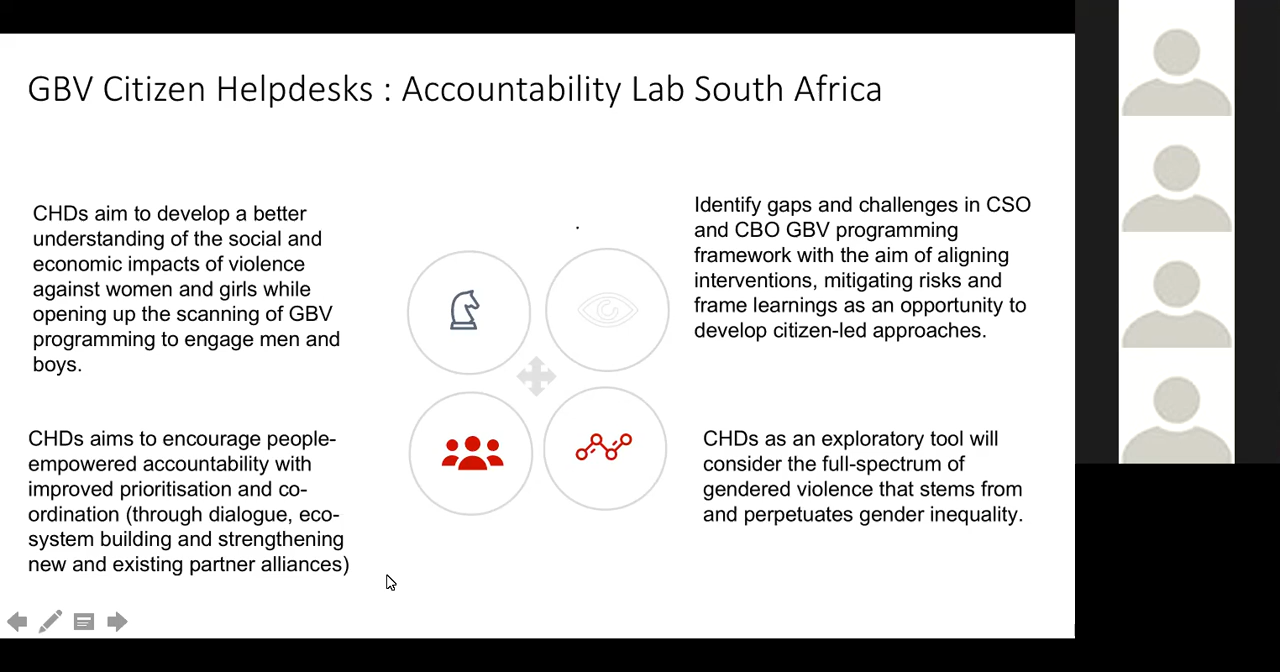 GBV Citizen Helpdesks : Accountability Lab South Africa
CHDs aim to develop a better
understanding of the social and
economic impacts of violence
against women and girls while
opening up the scanning of GBV
programming to engage men and
boys.
Identify gaps and challenges in CSO
and CBO GBV programming
framework with the aim of aligning
interventions, mitigating risks and
frame learnings as an opportunity to
develop citizen-led approaches.
CHDs aims to encourage people-
empowered accountability with
improved prioritisation and co-
ordination (through dialogue, eco-
system building and strengthening
new and existing partner alliances)
CHDs as an exploratory tool will
consider the full-spectrum of
gendered violence that stems from
and perpetuates gender inequality.